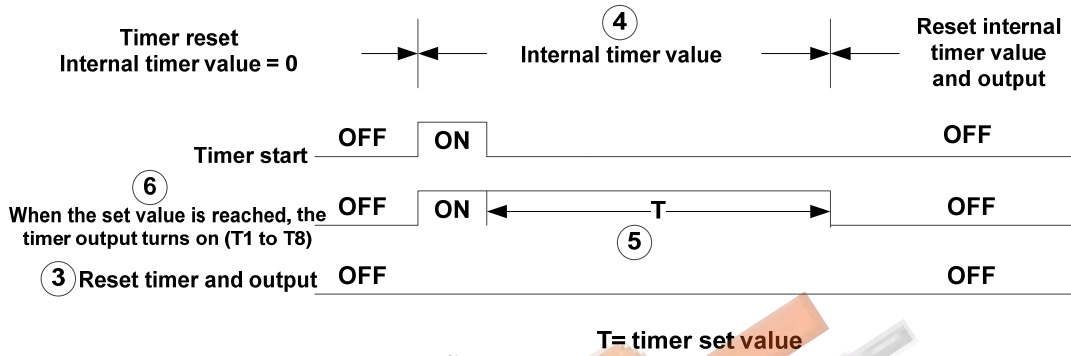 Timer reset
Internal timer value = 0
④
Internal timer value
Reset internal
timer value
and output
Timer start
OFF
ON
OFF
⑥
When the set value is reached, the
timer output turns on (T1 to T8)
OFF
ON
T
⑤
OFF
③ Reset timer and output
OFF
OFF
T= timer set value